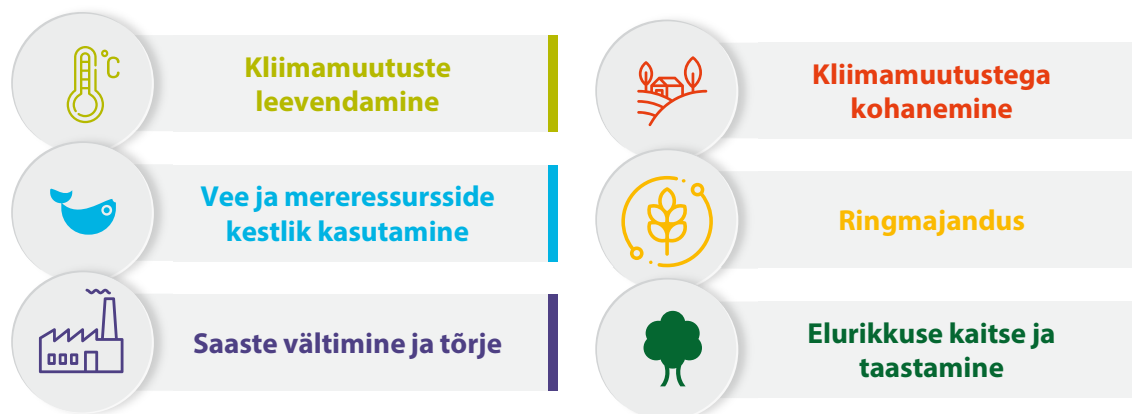 °C
Kliimamuutuste
leevendamine
Kliimamuutustega
kohanemine
Vee ja mereressursside
kestlik kasutamine
Ringmajandus
Saaste vältimine ja tõrje
Elurikkuse kaitse ja
taastamine